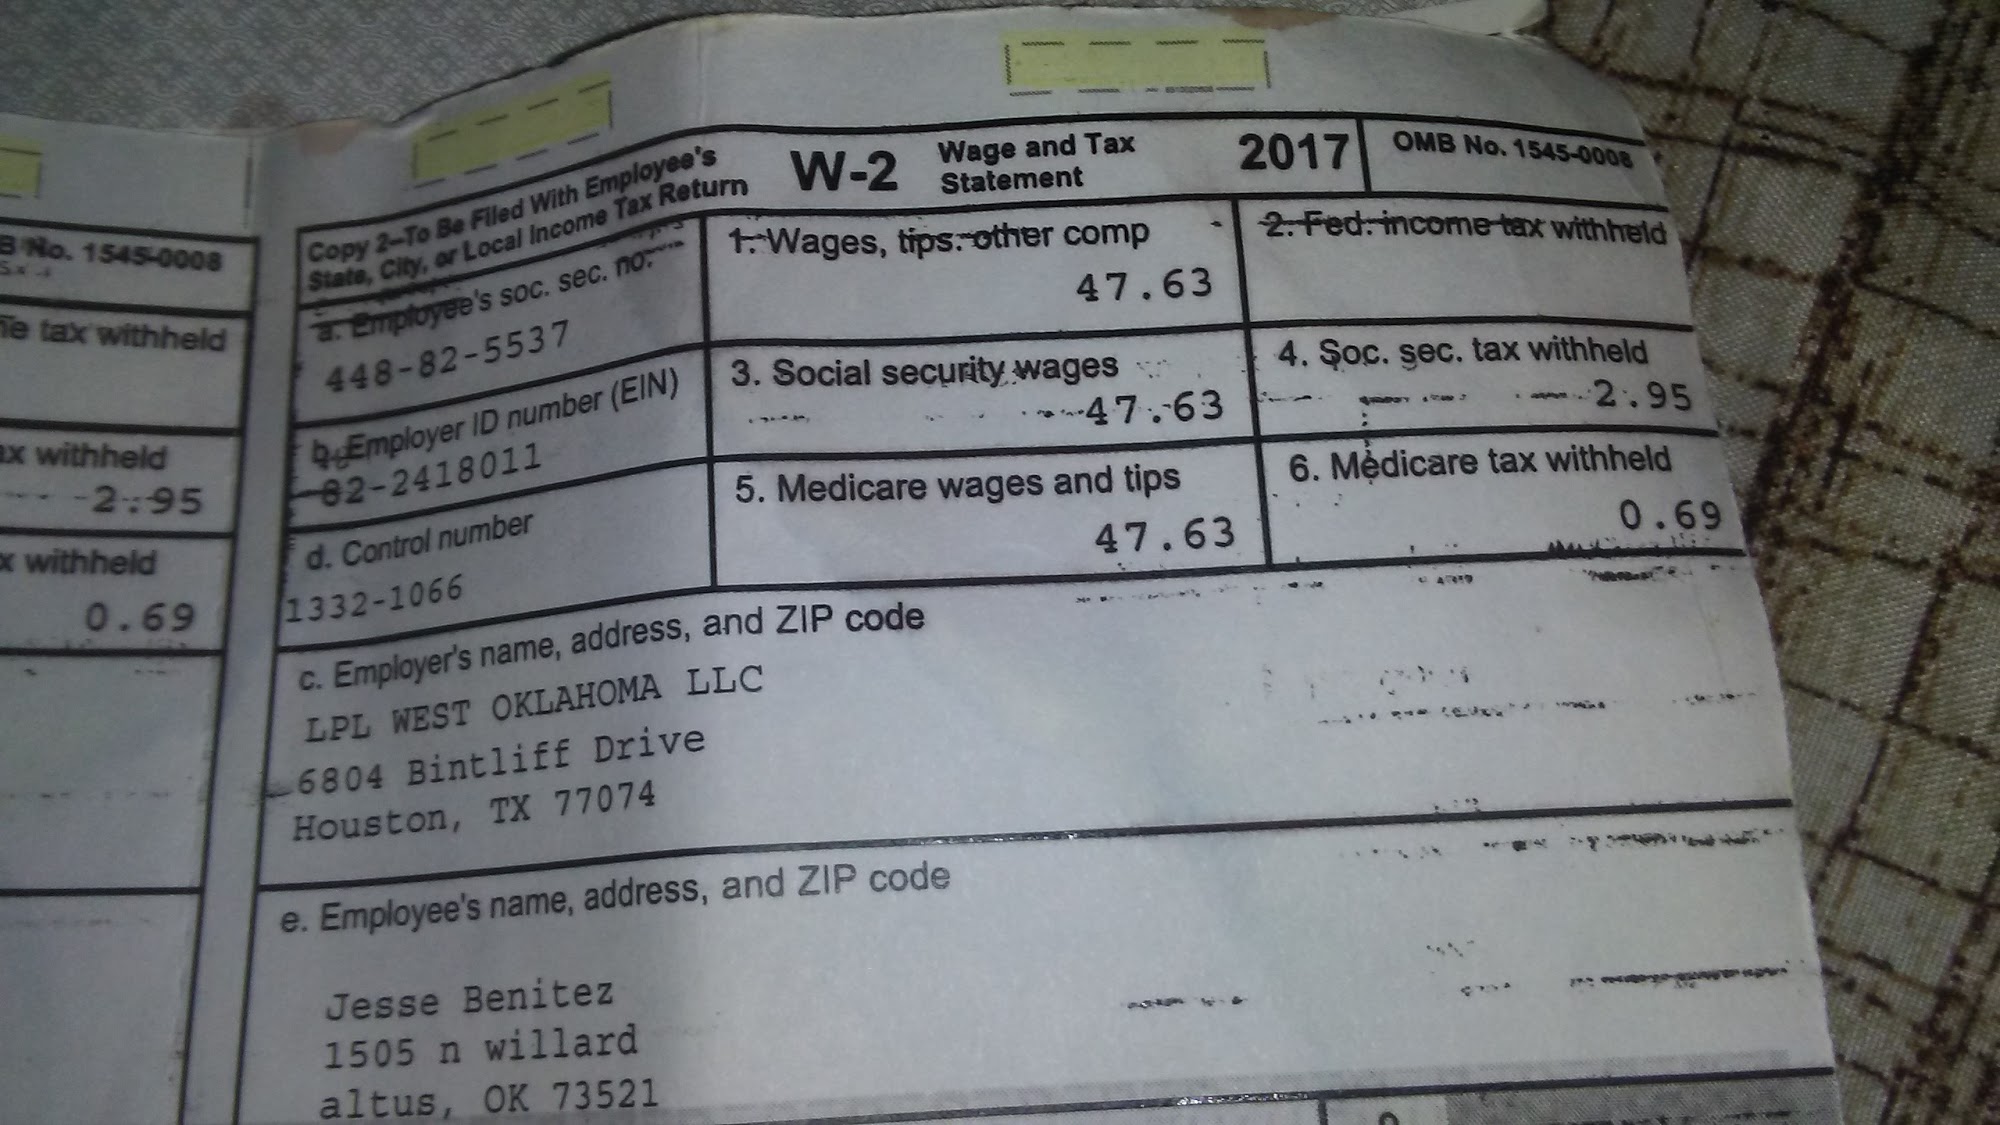 B No. 1545-0008
tax withheld
withheld
2.95
withheld
0.69
Copy 2–To Be Filed With Employee's
State, City, or Local Income Tax Return
W-2
Wage and Tax
Statement
2017
OMB No. 1545-0008
a. Employee's soc. sec. no.
448-82-5537
1. Wages, tips. other comp
47.63
2. Fed. income tax withheld
b. Employer ID number (EIN)
82-2418011
3. Social security wages
47.63
4. Soc. sec. tax withheld
2.95
d. Control number
1332-1066
5. Medicare wages and tips
47.63
6. Medicare tax withheld
0.69
c. Employer's name, address, and ZIP code
LPL WEST OKLAHOMA LLC
6804 Bintliff Drive
Houston, TX 77074
e. Employee's name, address, and ZIP code
Jesse Benitez
1505 n willard
altus, OK 73521